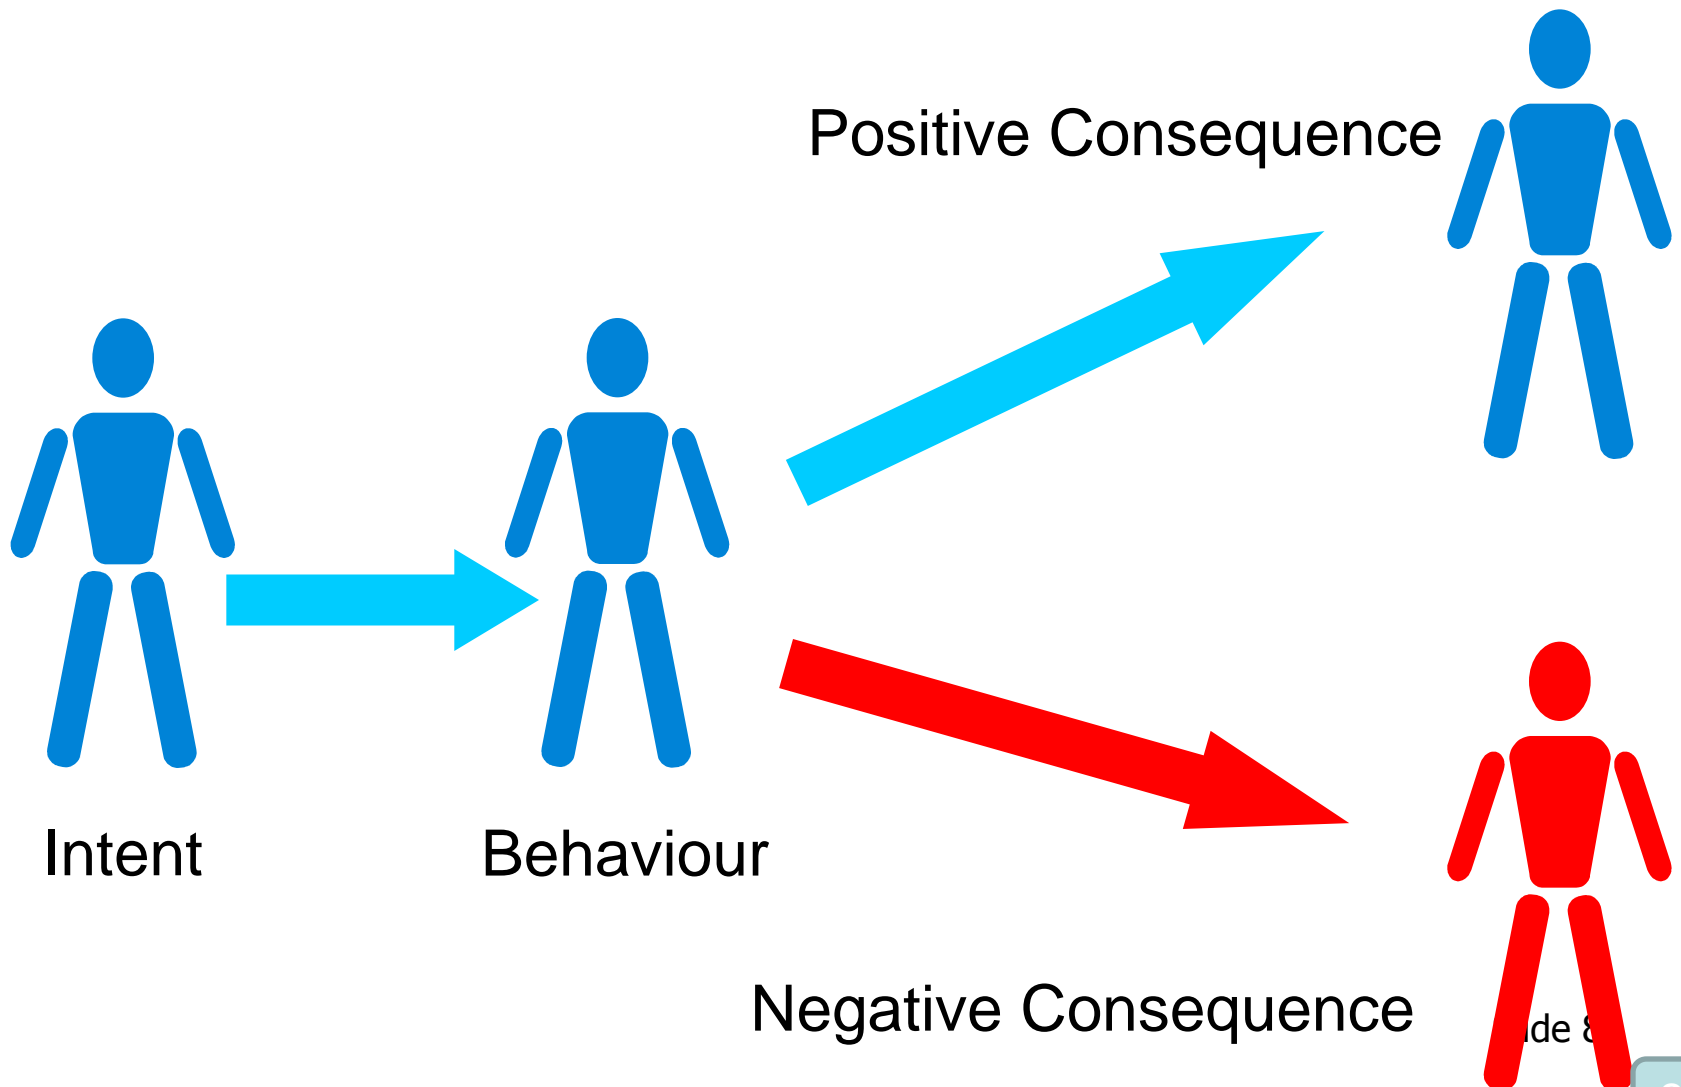 Positive Consequence
Intent
Behaviour
Negative Consequence